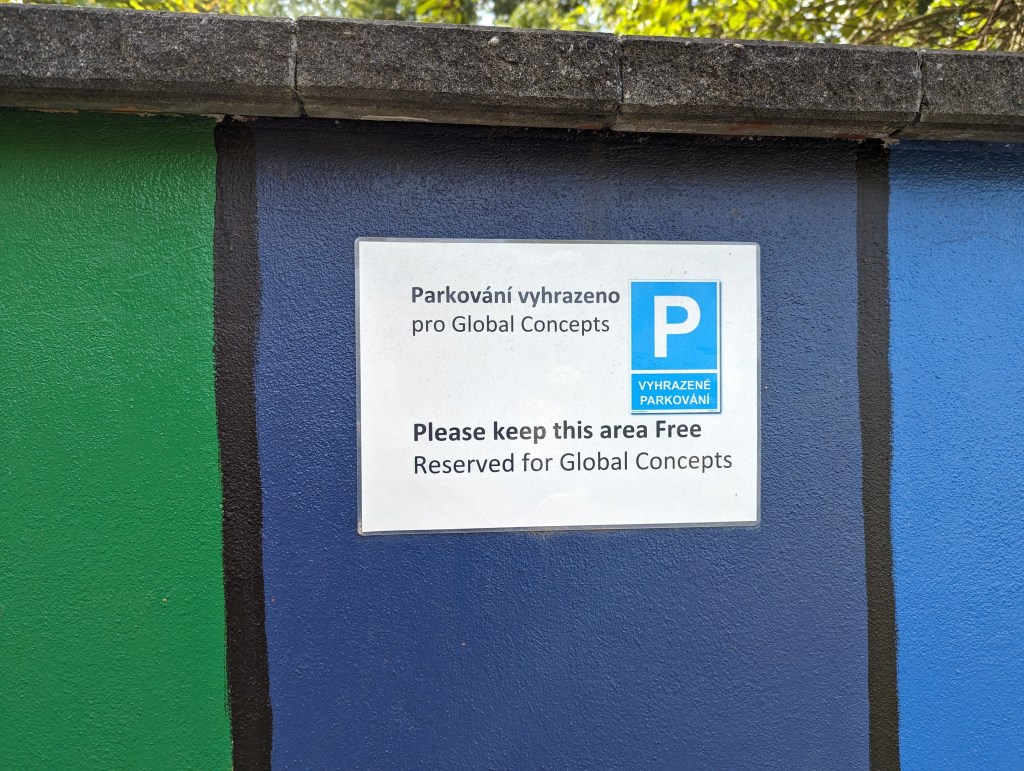 Parkování vyhrazeno
pro Global Concepts
P
VYHRAZENÉ
PARKOVÁNÍ
Please keep this area Free
Reserved for Global Concepts